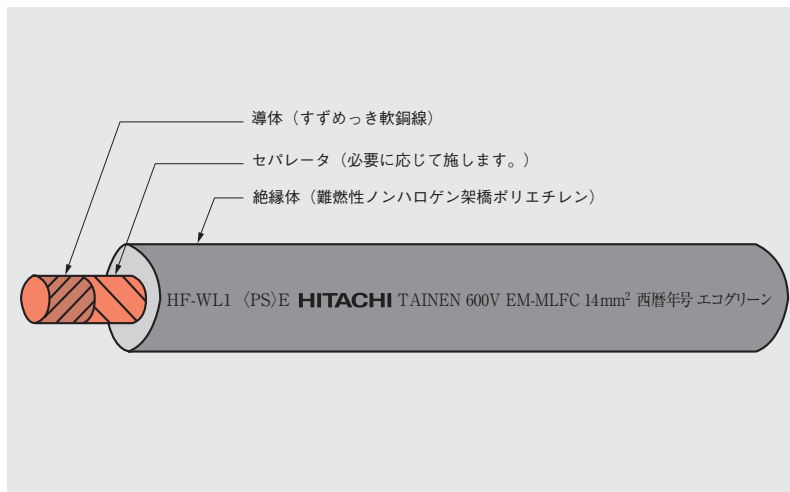 導体（すずめっき軟銅線）
セパレータ（必要に応じて施します。）
絶縁体（難燃性ノンハロゲン架橋ポリエチレン）
HF-WL1 〈PS〉E HITACHI TAINEN 600V EM-MLFC 14mm² 西暦年号 エコグリーン